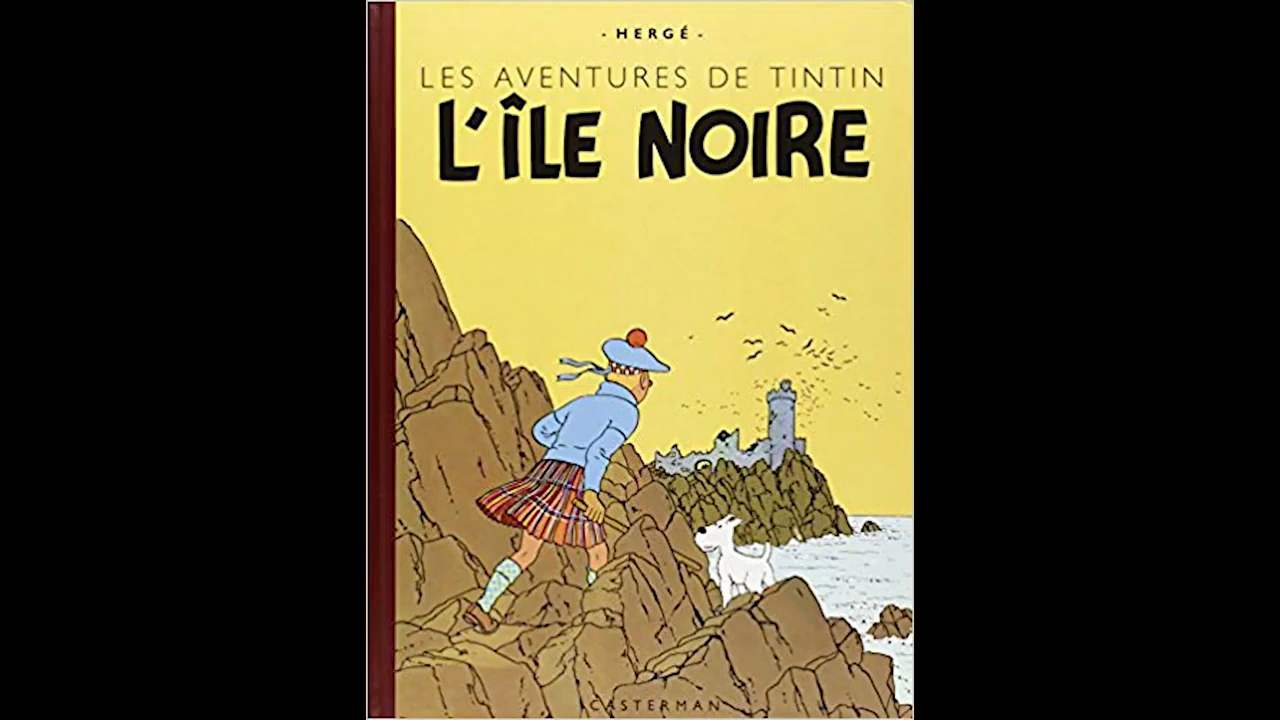 - HERGÉ -
LES AVENTURES DE TINTIN
L'ÎLE NOIRE
CASTERMAN